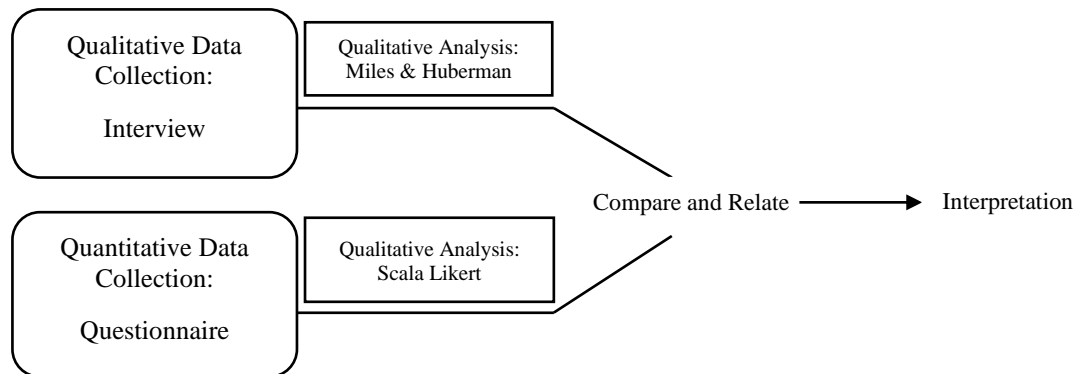 Qualitative Data
Collection:
Interview
Qualitative Analysis:
Miles & Huberman
Compare and Relate
Interpretation
Quantitative Data
Collection:
Questionnaire
Qualitative Analysis:
Scala Likert